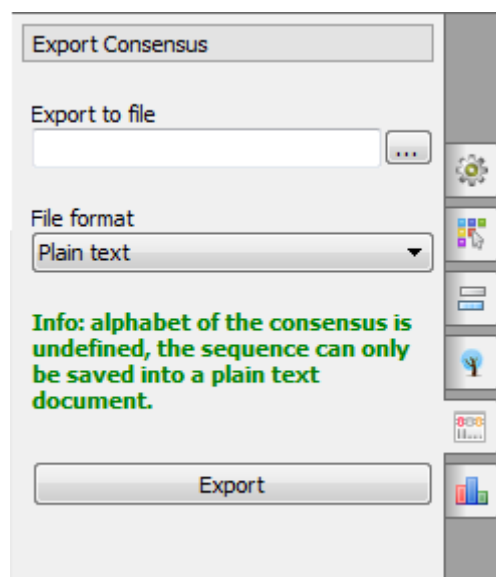 Export Consensus
Export to file
...
File format
Plain text
Info: alphabet of the consensus is
undefined, the sequence can only
be saved into a plain text
document.
Export